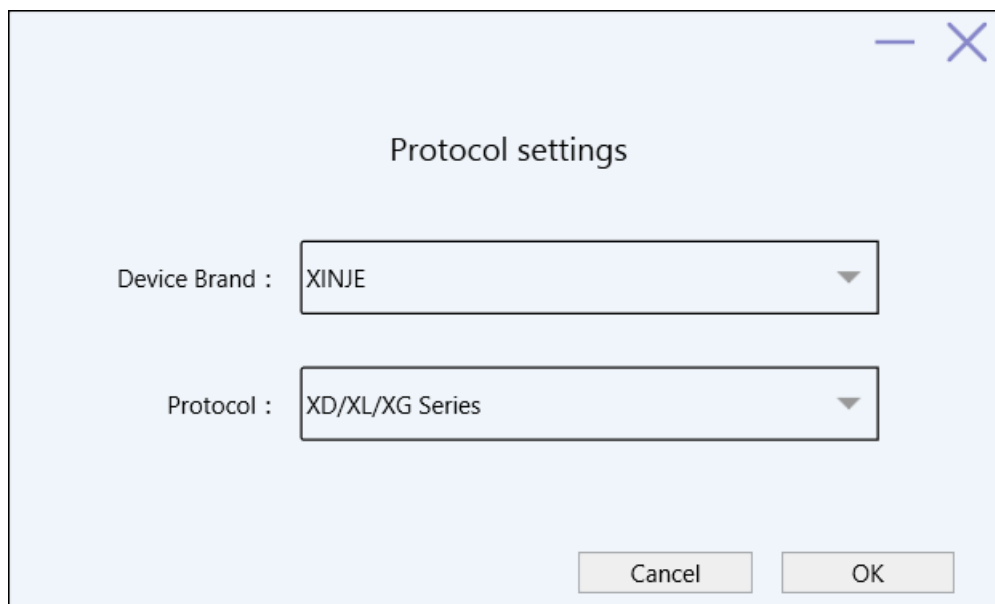 Protocol settings
Device Brand : XINJE
Protocol : XD/XL/XG Series
Cancel OK